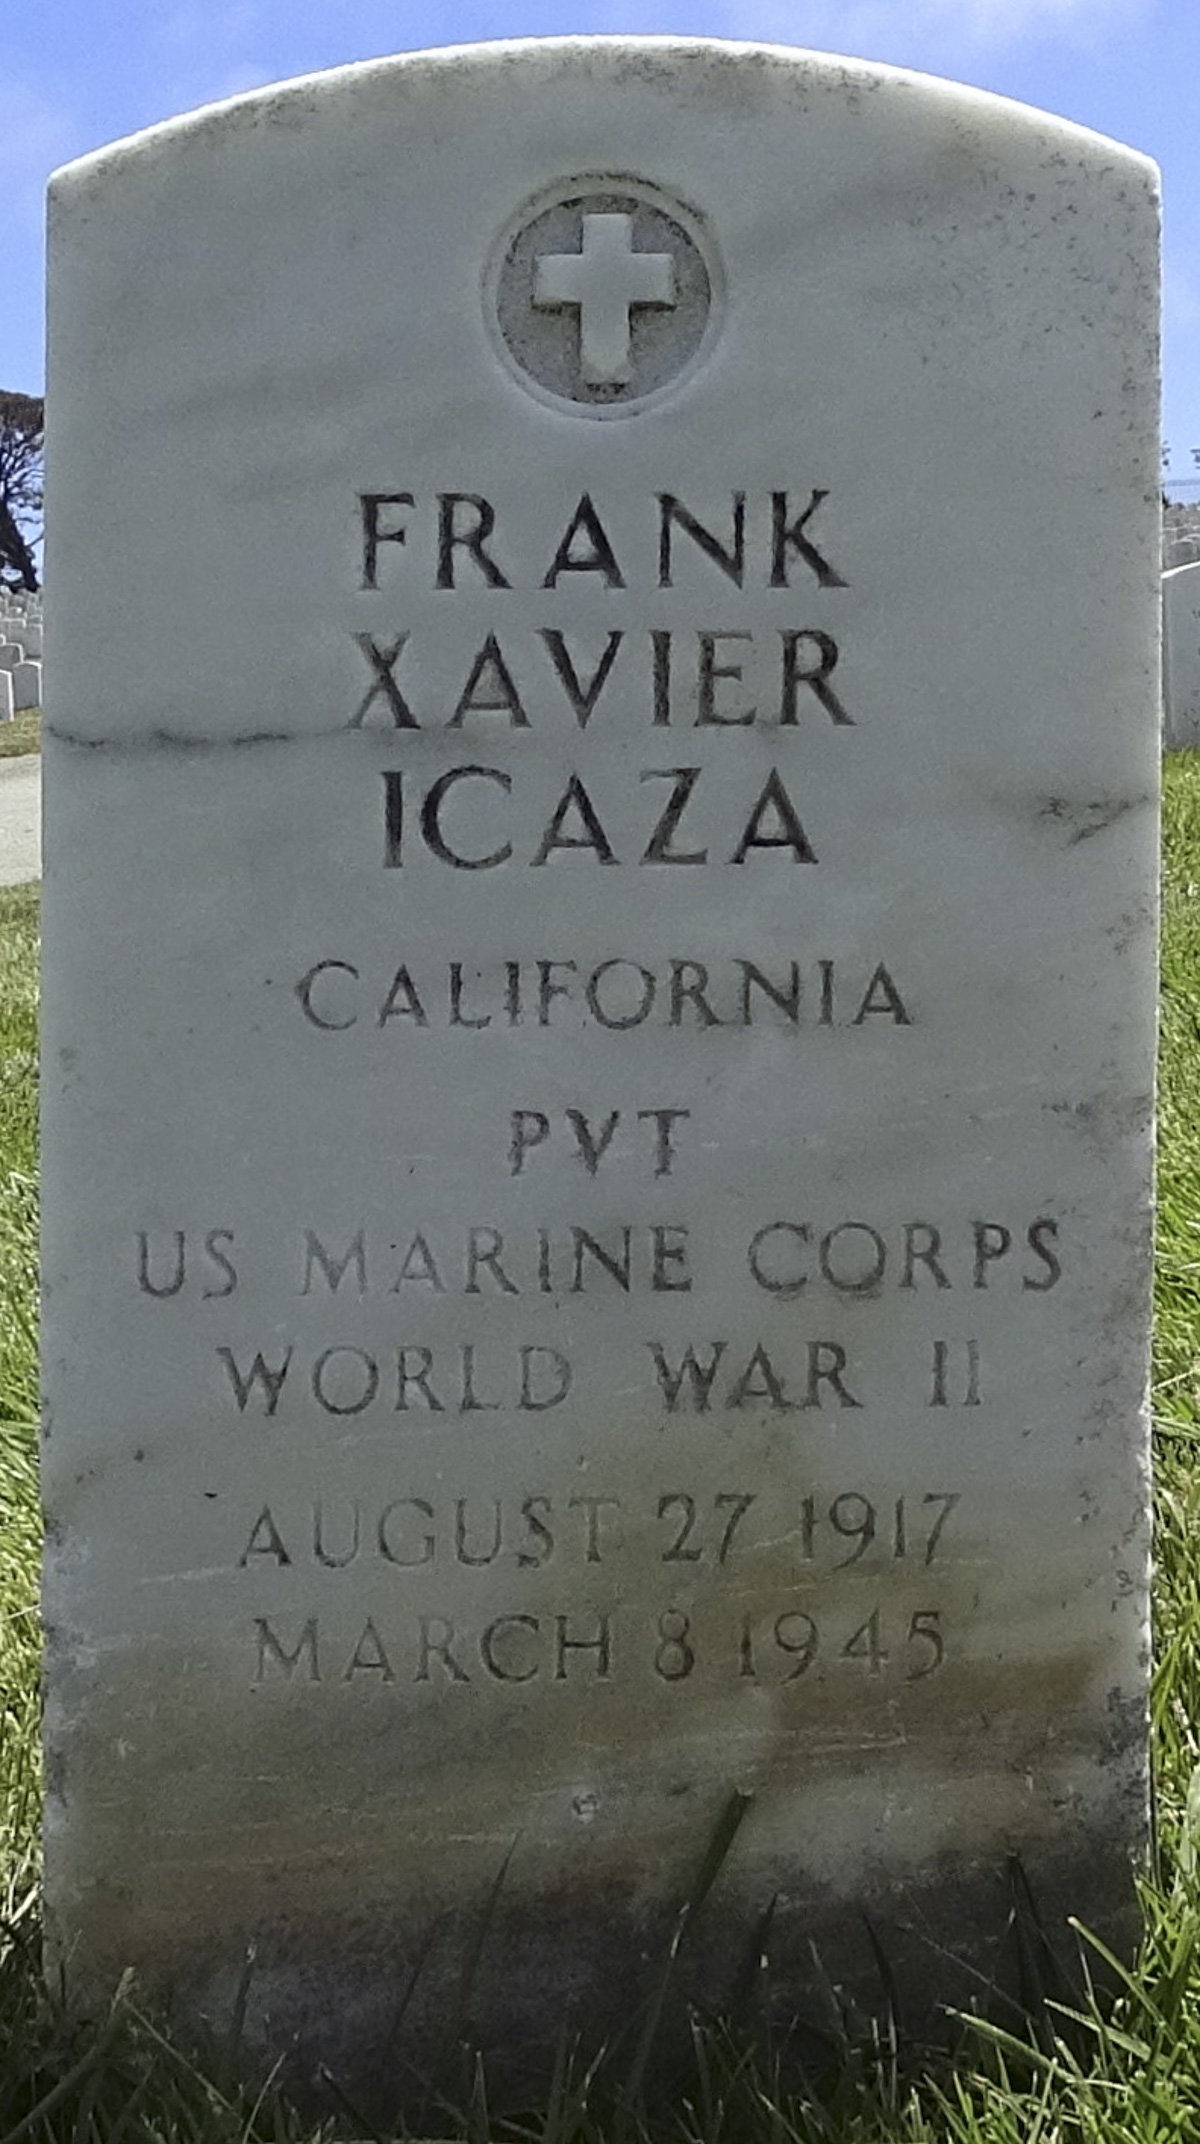 FRANK
XAVIER
ICAZA
CALIFORNIA
PVT
US MARINE CORPS
WORLD WAR II
AUGUST 27 1917
MARCH 8 1945